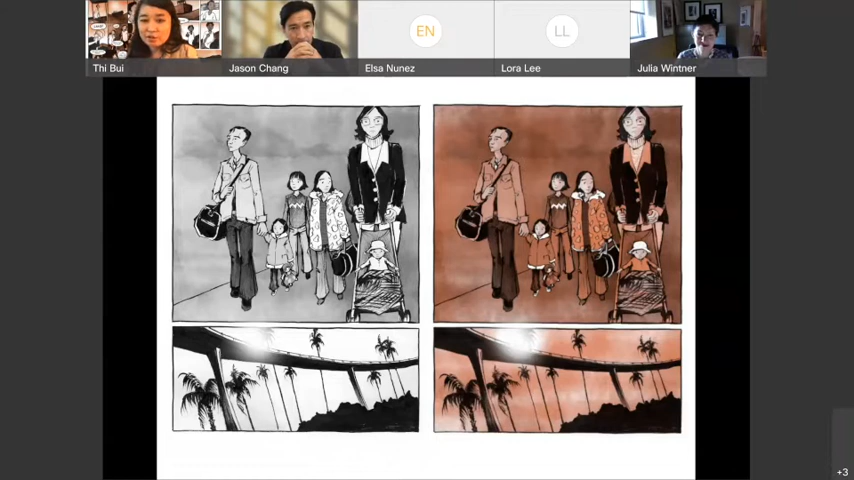 EN
LL
Thi Bui
Jason Chang
Elsa Nunez
Lora Lee
Julia Wintner
+3